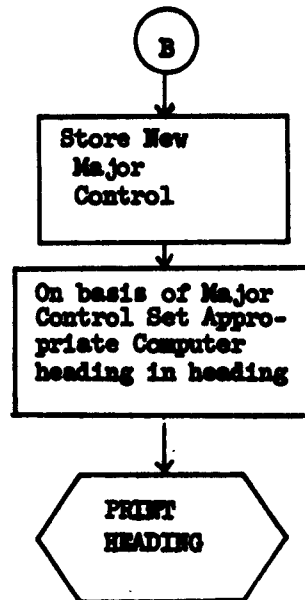 B
Store New
Major
Control
On basis of Major
Control Set Appro-
priate Computer
heading in heading
PRINT
HEADING